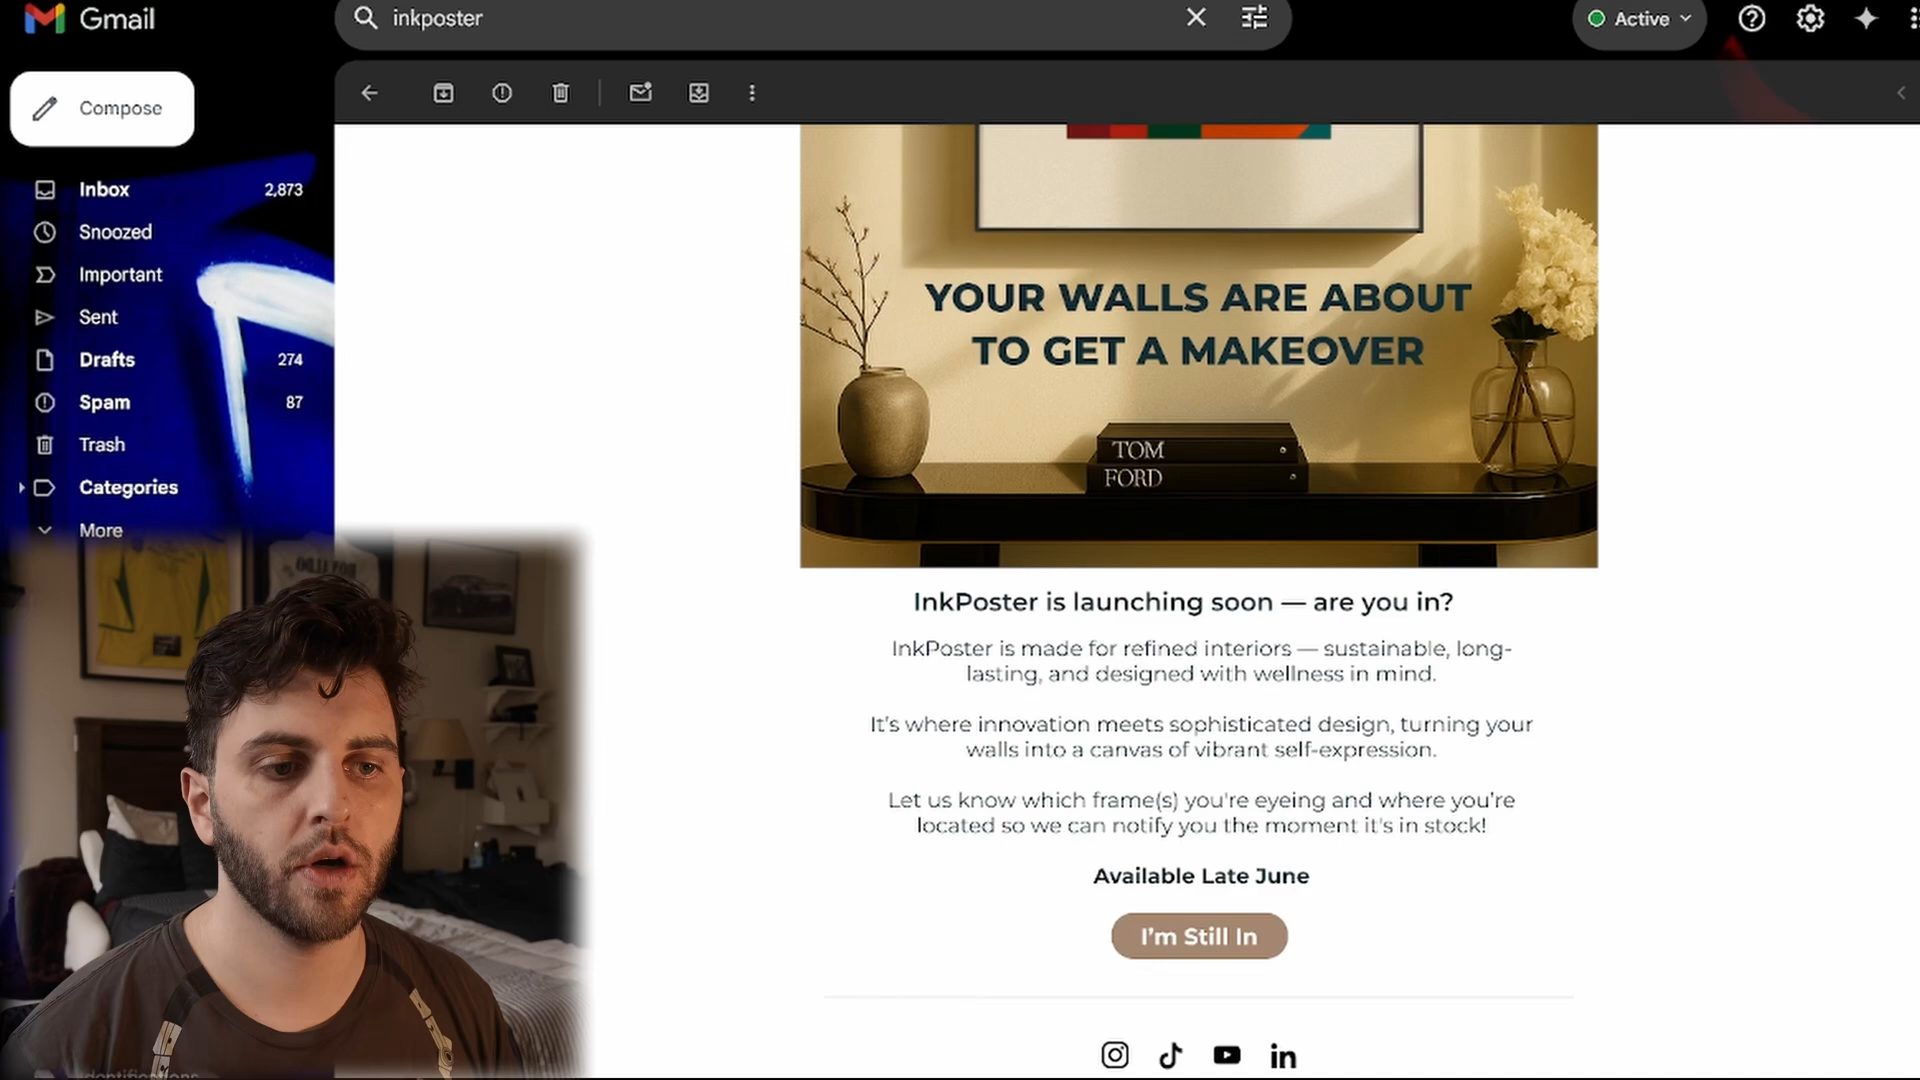 Gmail
inkposter
Active
Compose
Inbox 2,873
Snoozed
Important
Sent
Drafts 274
Spam 87
Trash
Categories
More
YOUR WALLS ARE ABOUT
TO GET A MAKEOVER
TOM
FORD
InkPoster is launching soon — are you in?
InkPoster is made for refined interiors — sustainable, long-
lasting, and designed with wellness in mind.
It's where innovation meets sophisticated design, turning your
walls into a canvas of vibrant self-expression.
Let us know which frame(s) you're eyeing and where you're
located so we can notify you the moment it's in stock!
Available Late June
I'm Still In